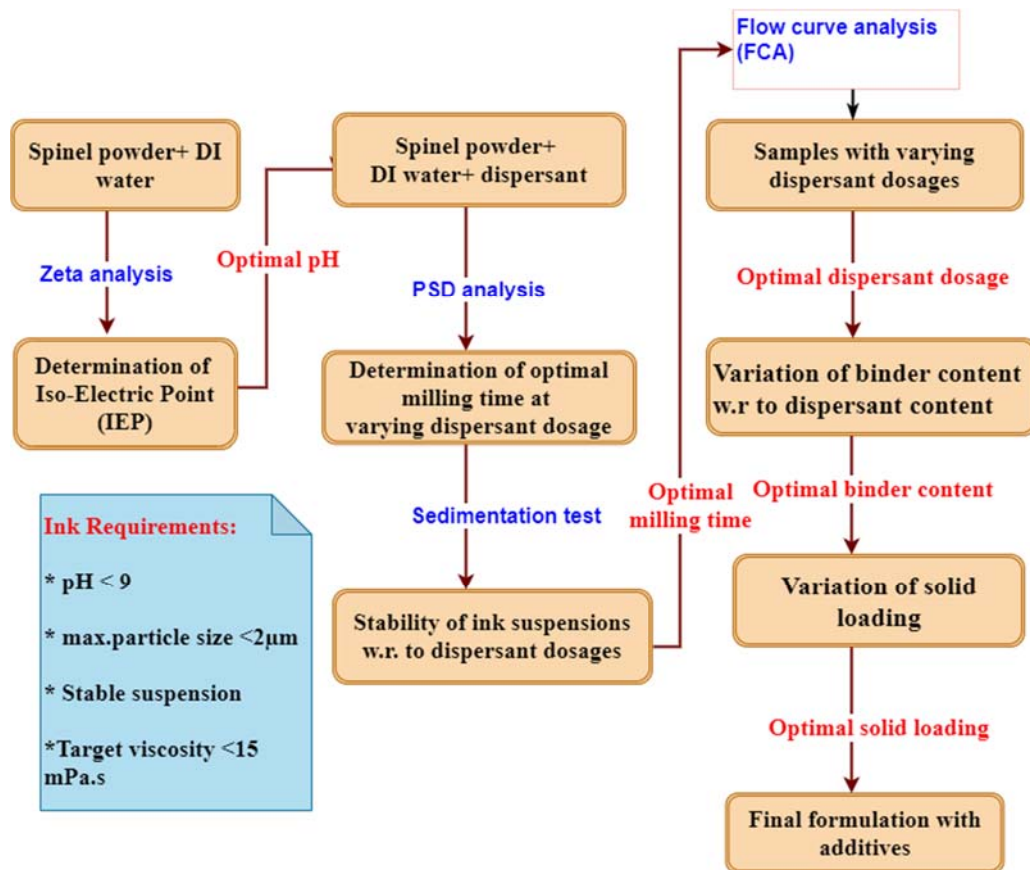 Spinel powder+ DI
water
Zeta analysis
Determination of
Iso-Electric Point
(IEP)
Optimal pH
Spinel powder+
DI water+ dispersant
PSD analysis
Determination of optimal
milling time at
varying dispersant dosage
Sedimentation test
Stability of ink suspensions
w.r. to dispersant dosages
Optimal
milling time
Flow curve analysis
(FCA)
Samples with varying
dispersant dosages
Optimal dispersant dosage
Variation of binder content
w.r to dispersant content
Optimal binder content
Variation of solid
loading
Optimal solid loading
Final formulation with
additives
Ink Requirements:
* pH < 9
* max.particle size <2μm
* Stable suspension
*Target viscosity <15
mPa.s